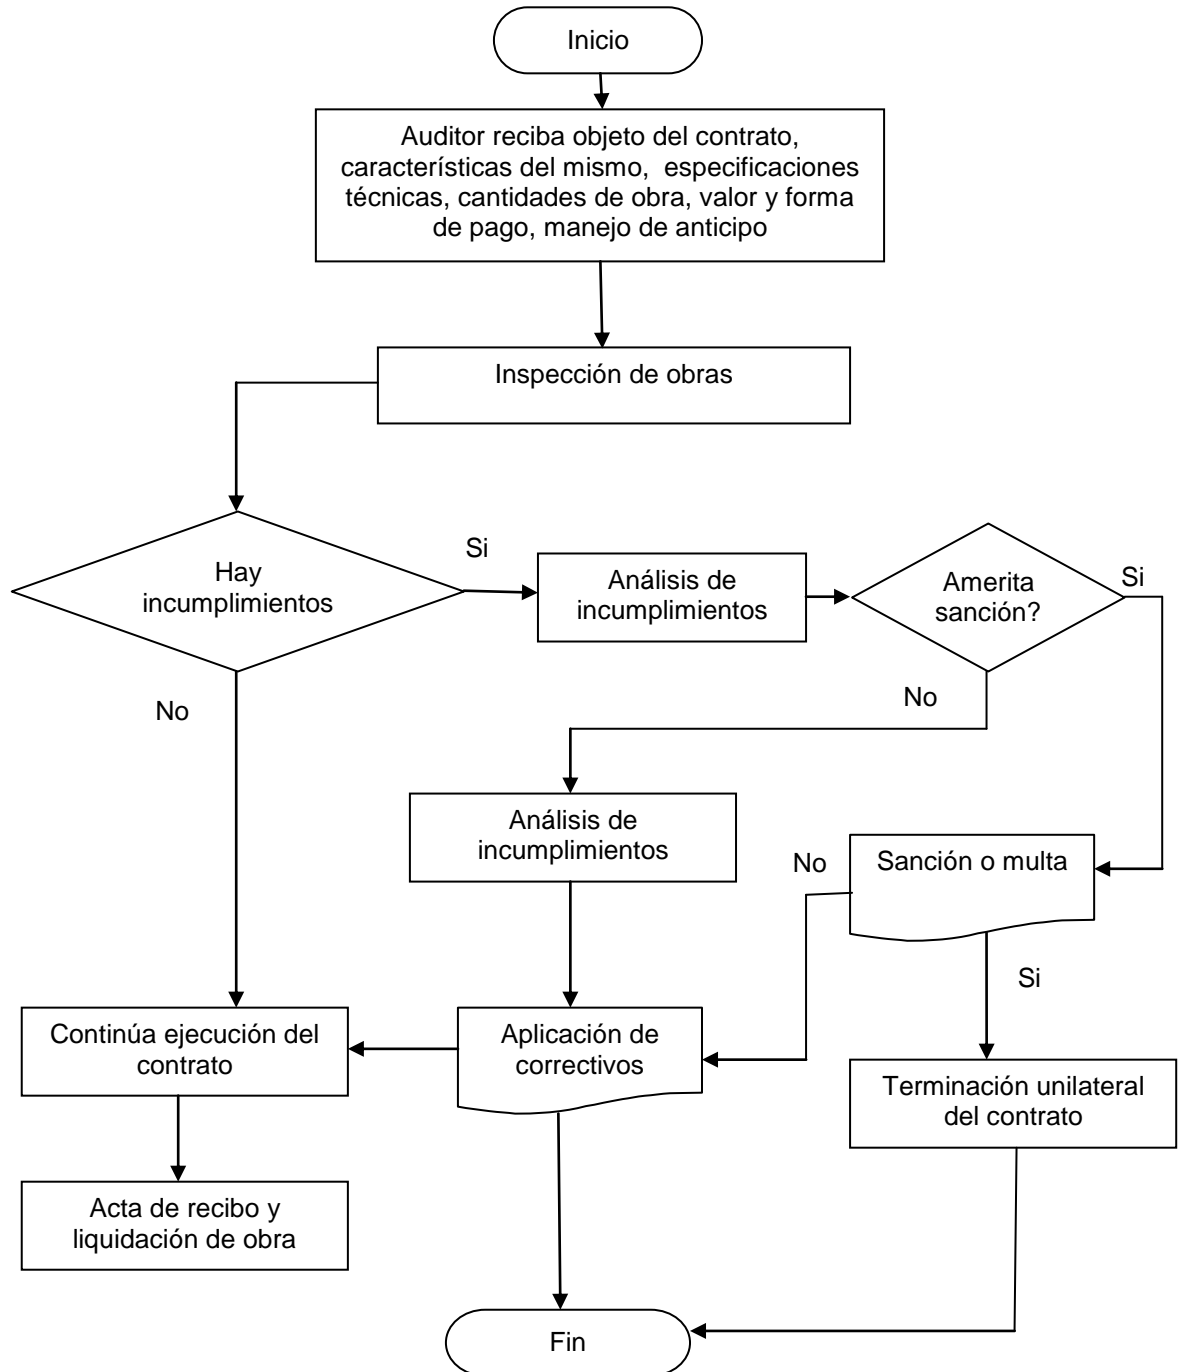 Inicio
Auditor reciba objeto del contrato,
caracterísficas del mismo,  especificaciones
técnicas, cantidades de obra, valor y forma
de pago, manejo de anticipo
Inspección de obras
Hay
incumplimientos
Si
Análisis de
incumplimientos
Amerita
sanción?
Si
No
No
Análisis de
incumplimientos
No
Sanción o multa
Si
Continúa ejecución del
contrato
Aplicación de
correctivos
Terminación unilateral
del contrato
Acta de recibo y
liquidación de obra
Fin